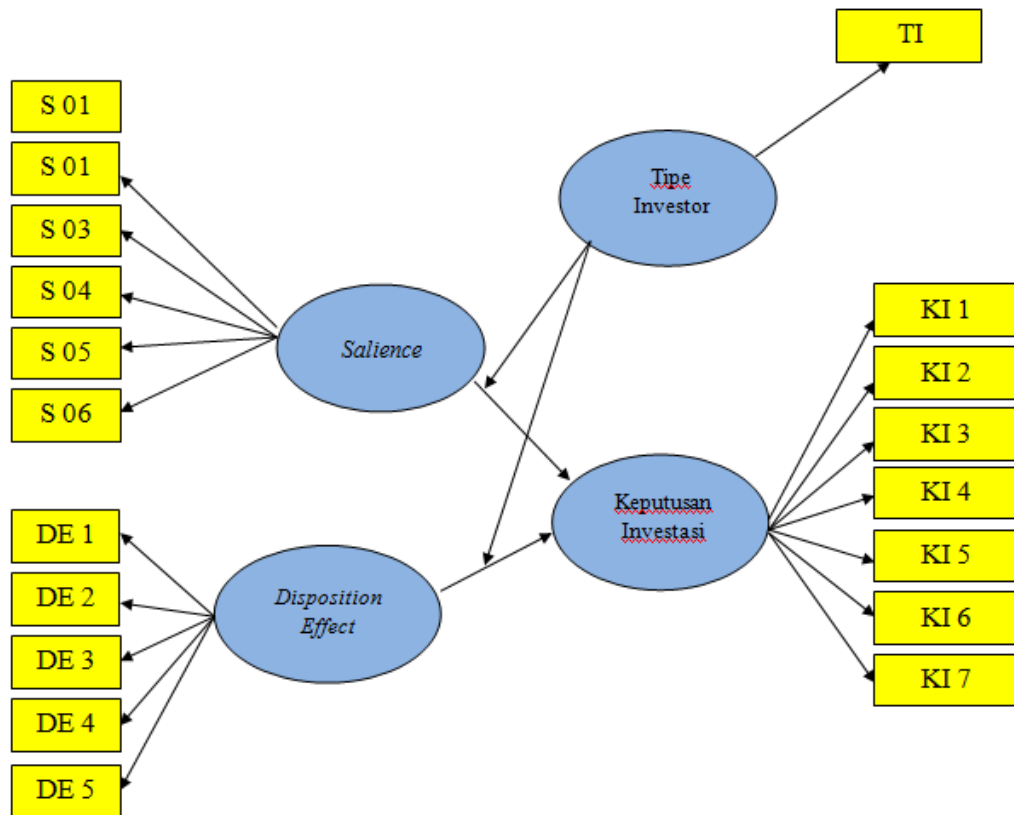 TI
S 01
S 01
S 03
S 04
S 05
S 06
Tipe
Investor
Salience
KI 1
KI 2
KI 3
KI 4
KI 5
KI 6
KI 7
Keputusan
Investasi
DE 1
DE 2
DE 3
DE 4
DE 5
Disposition
Effect